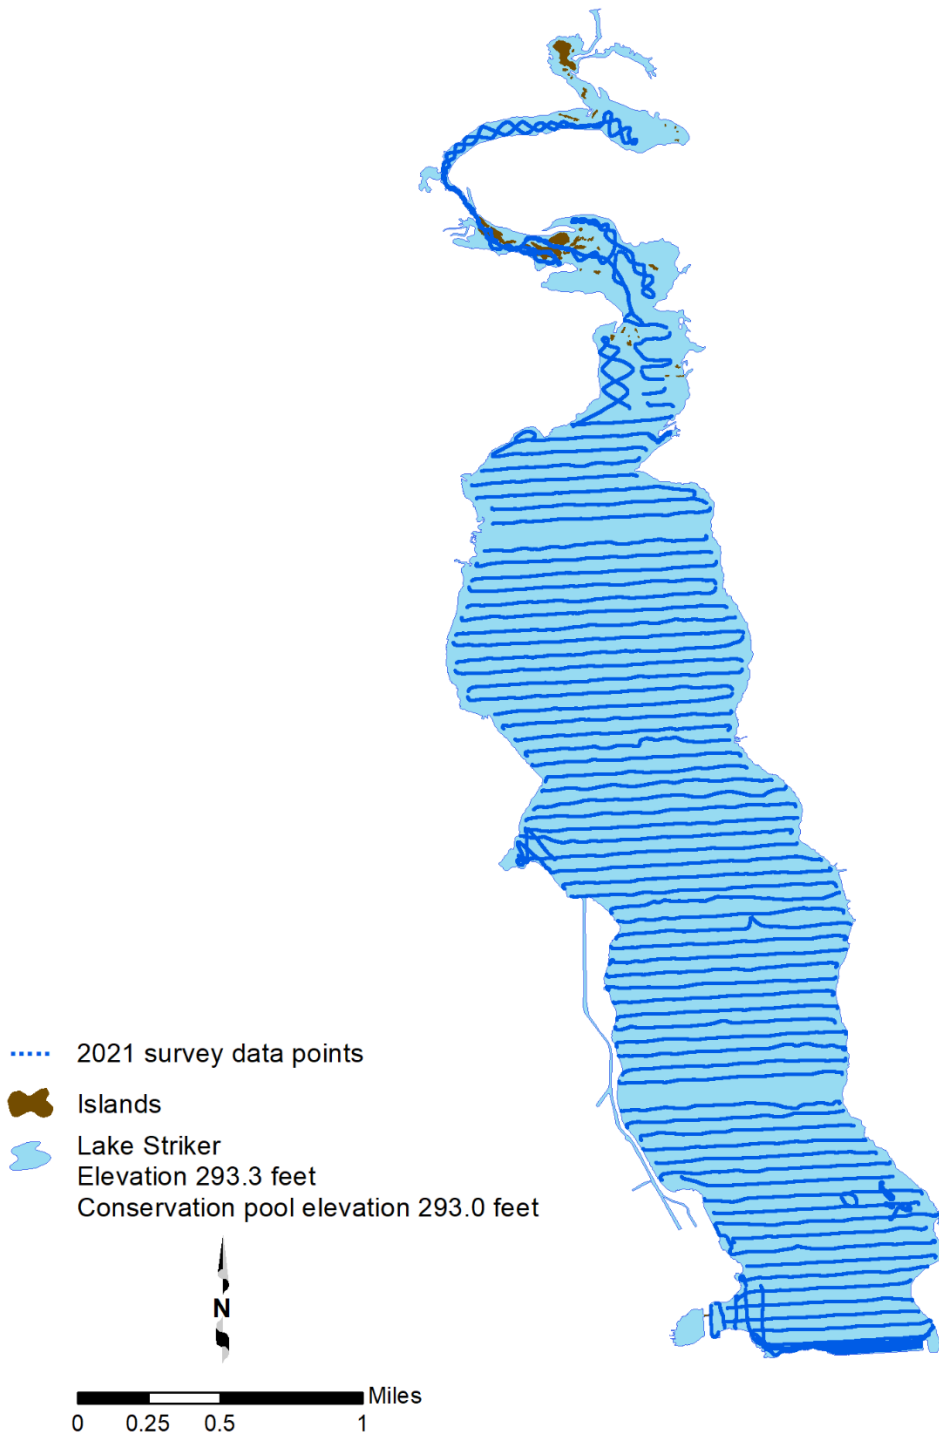 2021 survey data points
Islands
Lake Striker
Elevation 293.3 feet
Conservation pool elevation 293.0 feet
N
Miles
0 0.25 0.5 1